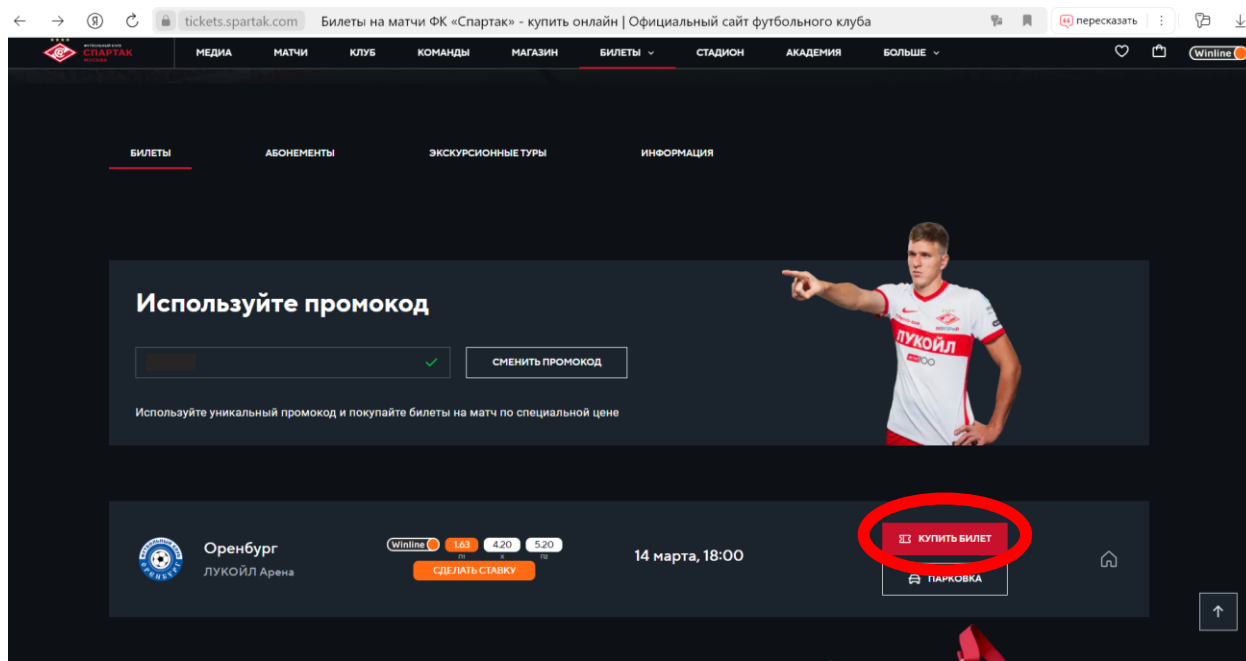 tickets.spartak.com Билеты на матчи ФК «Спартак» - купить онлайн | Официальный сайт футбольного клуба пересказать
СПАРТАК МЕДИА МАТЧИ КЛУБ КОМАНДЫ МАГАЗИН БИЛЕТЫ СТАДИОН АКАДЕМИЯ БОЛЬШЕ Winline
БИЛЕТЫ АБОНЕМЕНТЫ ЭКСКУРСИОННЫЕ ТУРЫ ИНФОРМАЦИЯ
Используйте промокод
СМЕНИТЬ ПРОМОКОД
Используйте уникальный промокод и покупайте билеты на матч по специальной цене
ЛУКОЙЛ
Оренбург
ЛУКОЙЛ Арена
Winline 1.63 4.20 5.20
П1 X П2
СДЕЛАТЬ СТАВКУ
14 марта, 18:00
КУПИТЬ БИЛЕТ
ПАРКОВКА